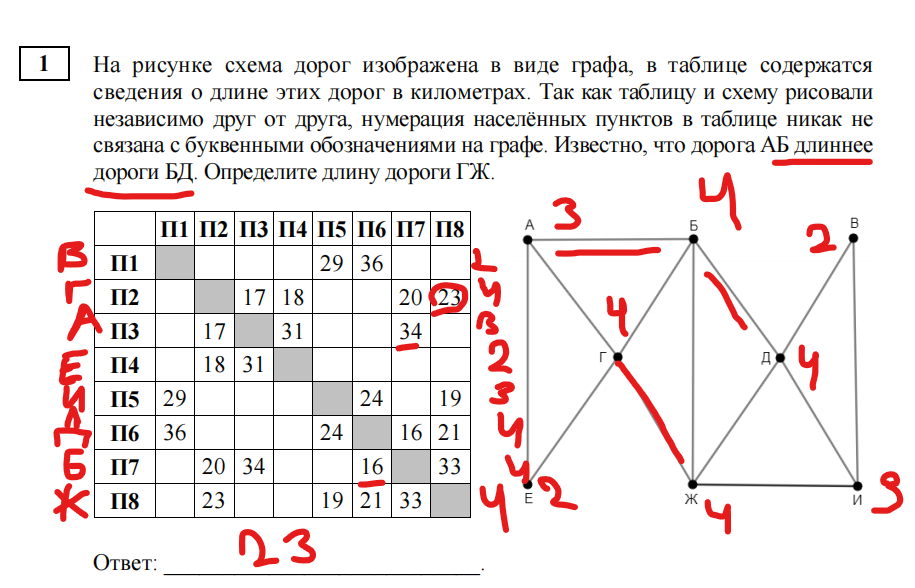 1
На рисунке схема дорог изображена в виде графа, в таблице содержатся
сведения о длине этих дорог в километрах. Так как таблицу и схему рисовали
независимо друг от друга, нумерация населённых пунктов в таблице никак не
связана с буквенными обозначениями на графе. Известно, что дорога АБ длиннее
дороги БД. Определите длину дороги ГЖ.
П1 П2 П3 П4 П5 П6 П7 П8
В П1 29 36 2
Г П2 17 18 20 23 4
А П3 17 31 34 3
Е П4 18 31 2
И П5 29 24 19 3
Д П6 36 24 16 21 4
Б П7 20 34 16 33 4
Ж П8 23 19 21 33 4
А 3 Б 4 В 2
Г 4 Д 4
Е 2 Ж 4 И 3
Ответ: 23.